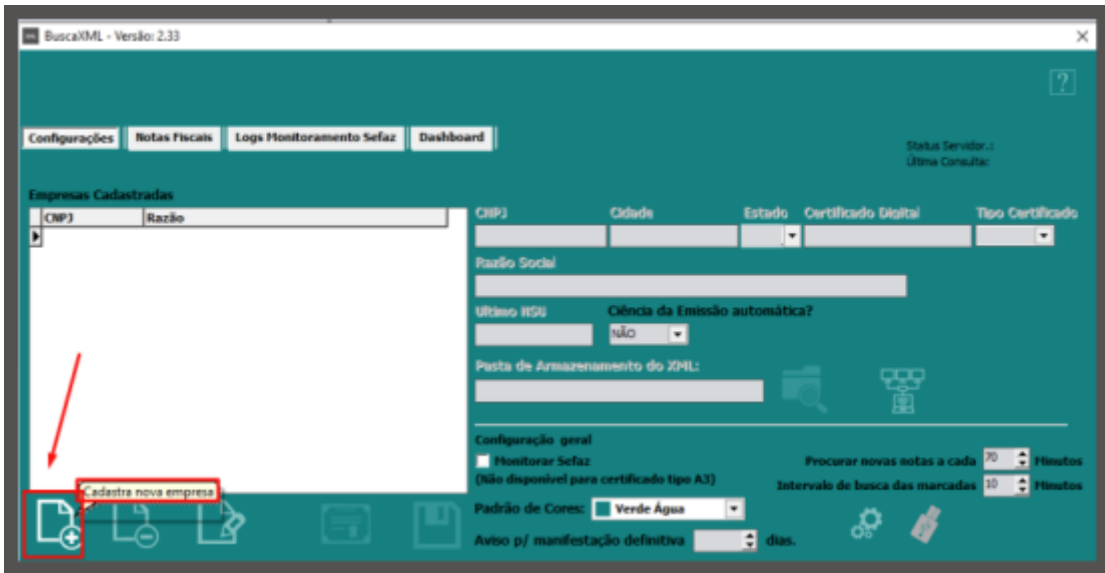 BuscaXML - Versão: 2.33
?
Configurações Notas Fiscais Logs Monitoramento Sefaz Dashboard
Status Servidor.:
Última Consulta:
Empresas Cadastradas
CNPJ Razão
CNPJ Cidade Estado Certificado Digital Tipo Certificado
Razão Social
Ultimo NSU Ciência da Emissão automática?
NÃO
Pasta de Armazenamento do XML:
Configuração geral
Monitorar Sefaz
(Não disponivel para certificado tipo A3)
Procurar novas notas a cada 70 Minutos
Intervalo de busca das marcadas 10 Minutos
Cadastra nova empresa
Padrão de Cores: Verde Água
Aviso p/ manifestação definitiva dias.